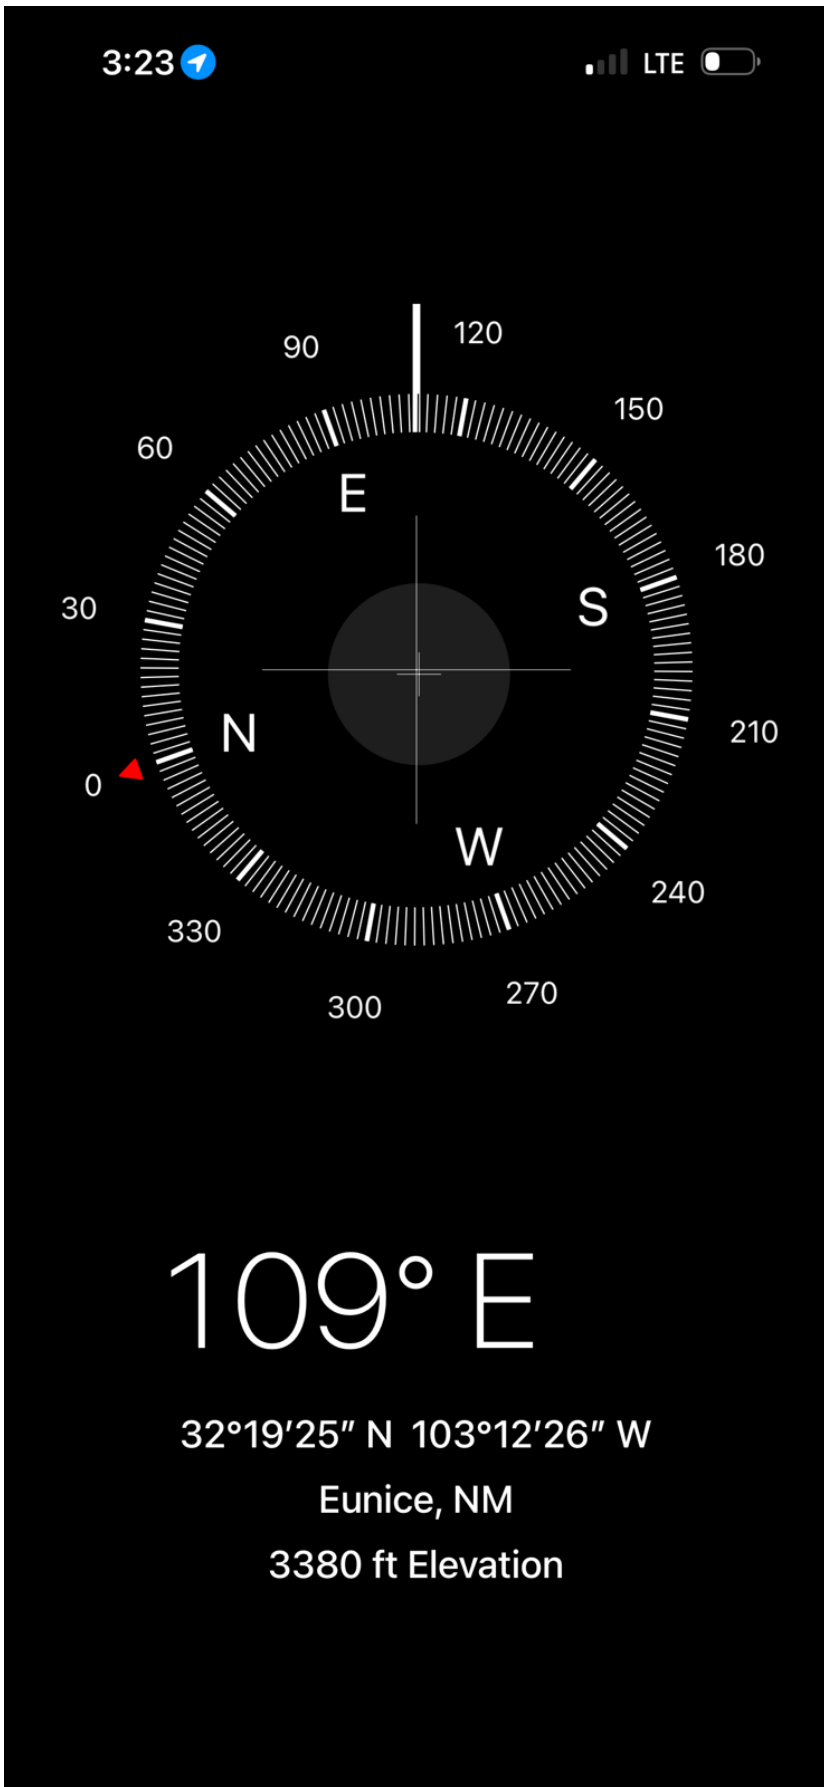 3:23 LTE
90 120
60 150
E
30 180
S
N 210
0
W
330 240
300 270
109° E
32°19′25″ N 103°12′26″ W
Eunice, NM
3380 ft Elevation